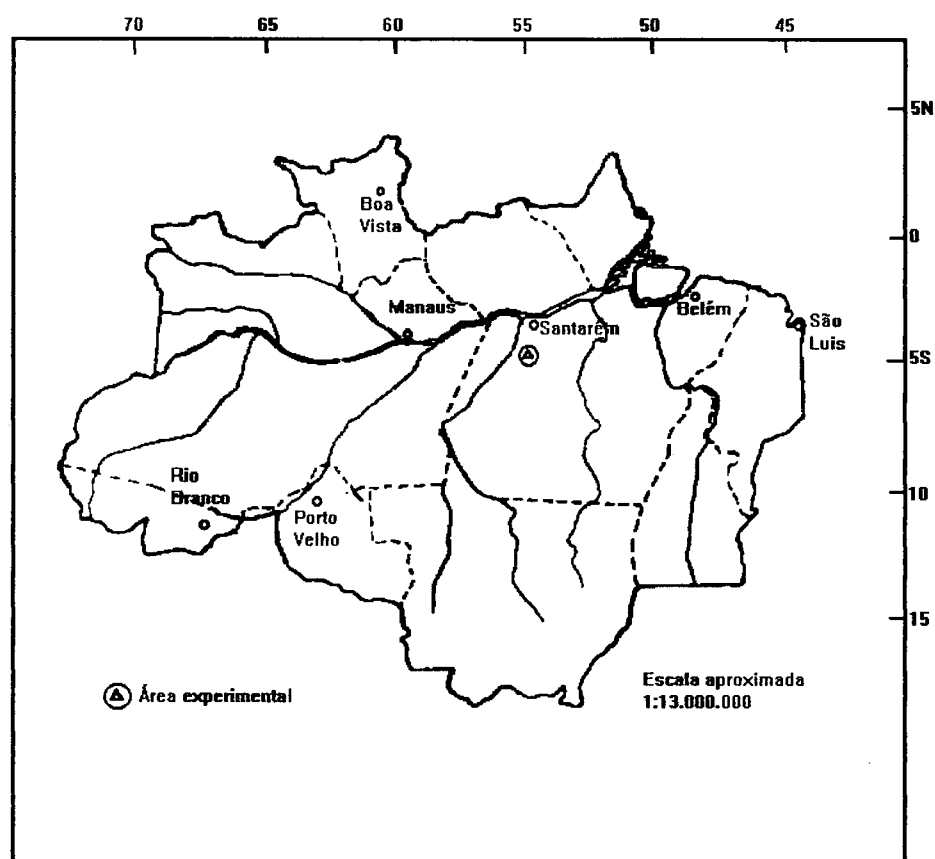 70 65 60 55 50 45
5N
Boa
Vista
0
Manaus
Belém
Santarém
São
Luis
5S
Rio
Branco
10
Porto
Velho
15
Área experimental
Escala aproximada
1:13.000.000